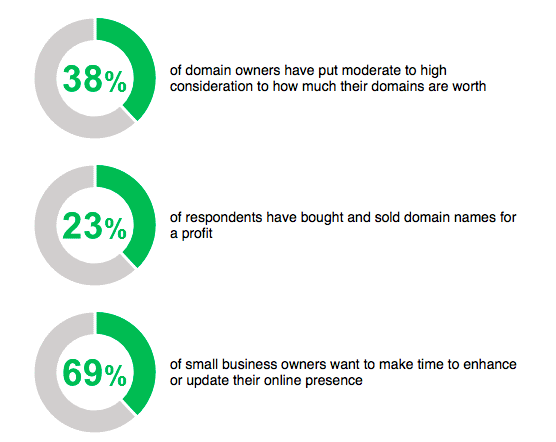 38%
of domain owners have put moderate to high
consideration to how much their domains are worth
23%
of respondents have bought and sold domain names for
a profit
69%
of small business owners want to make time to enhance
or update their online presence